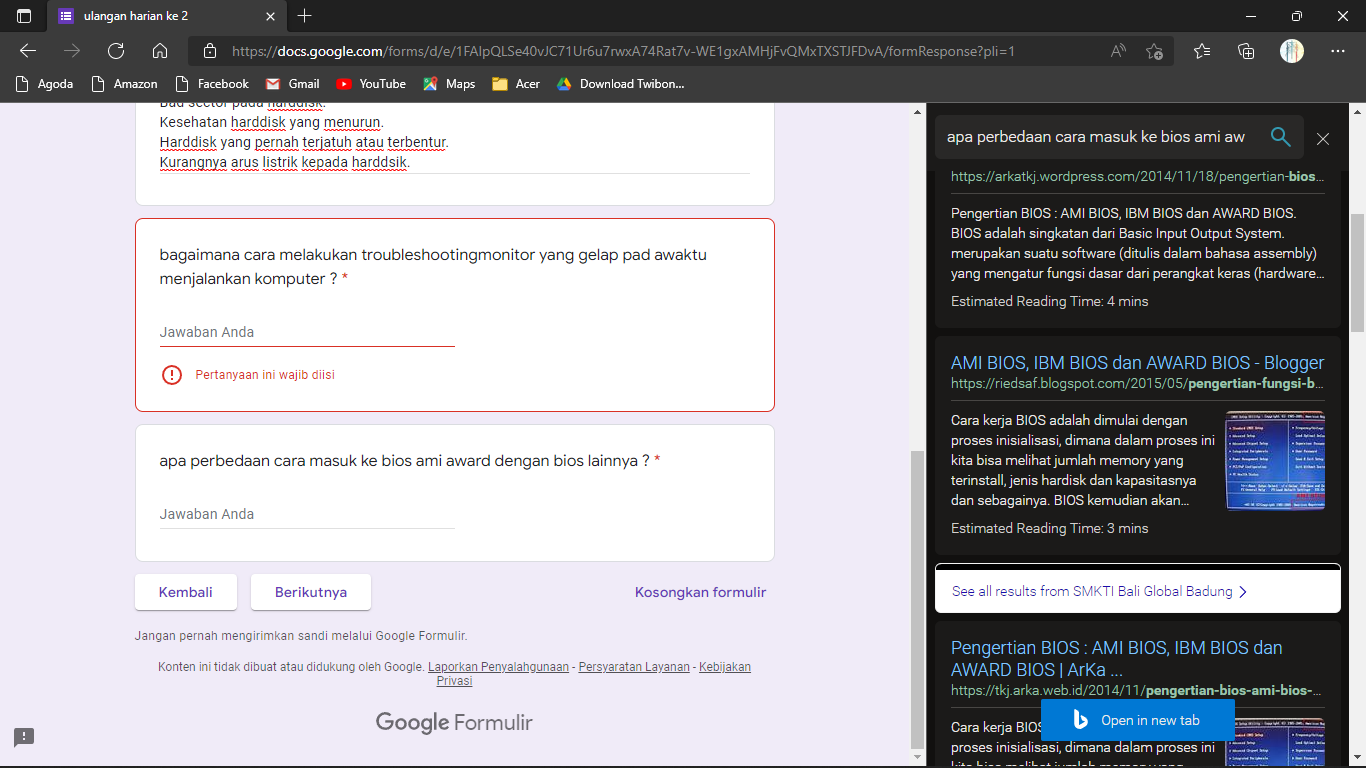 ulangan harian ke 2
https://docs.google.com/forms/d/e/1FAIpQLSe40vJC71Ur6u7rwxA74Rat7v-WE1gxAMHjFvQMxTXSTJFDvA/formResponse?pli=1
Agoda
Amazon
Facebook
Gmail
YouTube
Maps
Acer
Download Twibon...
Bad sector pada harddisk.
Kesehatan harddisk yang menurun.
Harddisk yang pernah terjatuh atau terbentur.
Kurangnya arus listrik kepada harddsik.
bagaimana cara melakukan troubleshootingmonitor yang gelap pad awaktu
menjalankan komputer ? *
Jawaban Anda
Pertanyaan ini wajib diisi
apa perbedaan cara masuk ke bios ami award dengan bios lainnya ? *
Jawaban Anda
Kembali
Berikutnya
Kosongkan formulir
Jangan pernah mengirimkan sandi melalui Google Formulir.
Konten ini tidak dibuat atau didukung oleh Google. Laporkan Penyalahgunaan - Persyaratan Layanan - Kebijakan
Privasi
Google Formulir
apa perbedaan cara masuk ke bios ami aw
https://arkatkj.wordpress.com/2014/11/18/pengertian-bios...
Pengertian BIOS : AMI BIOS, IBM BIOS dan AWARD BIOS.
BIOS adalah singkatan dari Basic Input Output System.
merupakan suatu software (ditulis dalam bahasa assembly)
yang mengatur fungsi dasar dari perangkat keras (hardware...
Estimated Reading Time: 4 mins
AMI BIOS, IBM BIOS dan AWARD BIOS - Blogger
https://riedsaf.blogspot.com/2015/05/pengertian-fungsi-b...
Cara kerja BIOS adalah dimulai dengan
proses inisialisasi, dimana dalam proses ini
kita bisa melihat jumlah memory yang
terinstall, jenis hardisk dan kapasitasnya
dan sebagainya. BIOS kemudian akan...
Estimated Reading Time: 3 mins
See all results from SMKTI Bali Global Badung
Pengertian BIOS : AMI BIOS, IBM BIOS dan
AWARD BIOS | ArKa ...
https://tkj.arka.web.id/2014/11/pengertian-bios-ami-bios-...
Cara kerja BIOS
Open in new tab
proses inisialisasi, dimana dalam proses ini